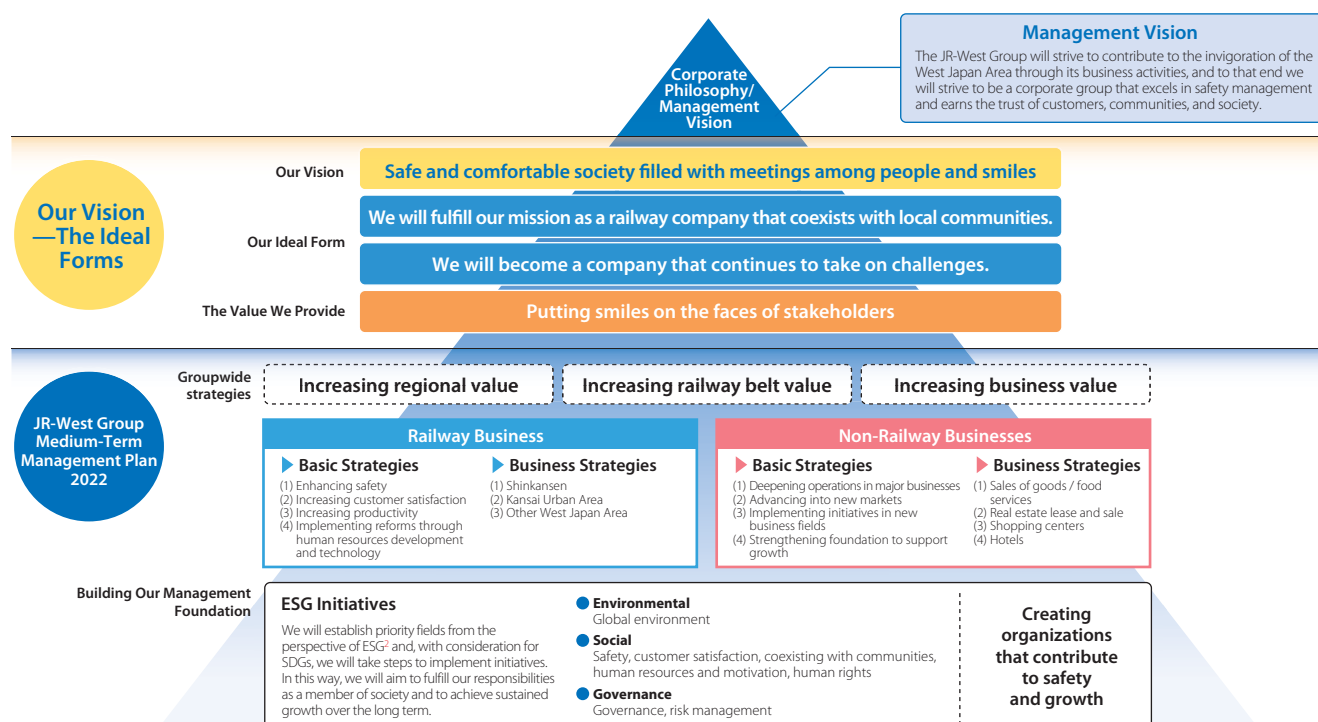 Corporate
Philosophy/
Management
Vision
Management Vision
The JR-West Group will strive to contribute to the invigoration of the
West Japan Area through its business activities, and to that end we
will strive to be a corporate group that excels in safety management
and earns the trust of customers, communities, and society.
Our Vision
—The Ideal
Forms
Our Vision
Safe and comfortable society filled with meetings among people and smiles
Our Ideal Form
We will fulfill our mission as a railway company that coexists with local communities.
We will become a company that continues to take on challenges.
The Value We Provide
Putting smiles on the faces of stakeholders
JR-West Group
Medium-Term
Management Plan
2022
Groupwide
strategies
Increasing regional value
Increasing railway belt value
Increasing business value
Railway Business
Basic Strategies
(1) Enhancing safety
(2) Increasing customer satisfaction
(3) Increasing productivity
(4) Implementing reforms through
human resources development
and technology
Business Strategies
(1) Shinkansen
(2) Kansai Urban Area
(3) Other West Japan Area
Non-Railway Businesses
Basic Strategies
(1) Deepening operations in major businesses
(2) Advancing into new markets
(3) Implementing initiatives in new
business fields
(4) Strengthening foundation to support
growth
Business Strategies
(1) Sales of goods / food
services
(2) Real estate lease and sale
(3) Shopping centers
(4) Hotels
Building Our Management
Foundation
ESG Initiatives
We will establish priority fields from the
perspective of ESG2 and, with consideration for
SDGs, we will take steps to implement initiatives.
In this way, we will aim to fulfill our responsibilities
as a member of society and to achieve sustained
growth over the long term.
Environmental
Global environment
Social
Safety, customer satisfaction, coexisting with communities,
human resources and motivation, human rights
Governance
Governance, risk management
Creating
organizations
that contribute
to safety
and growth